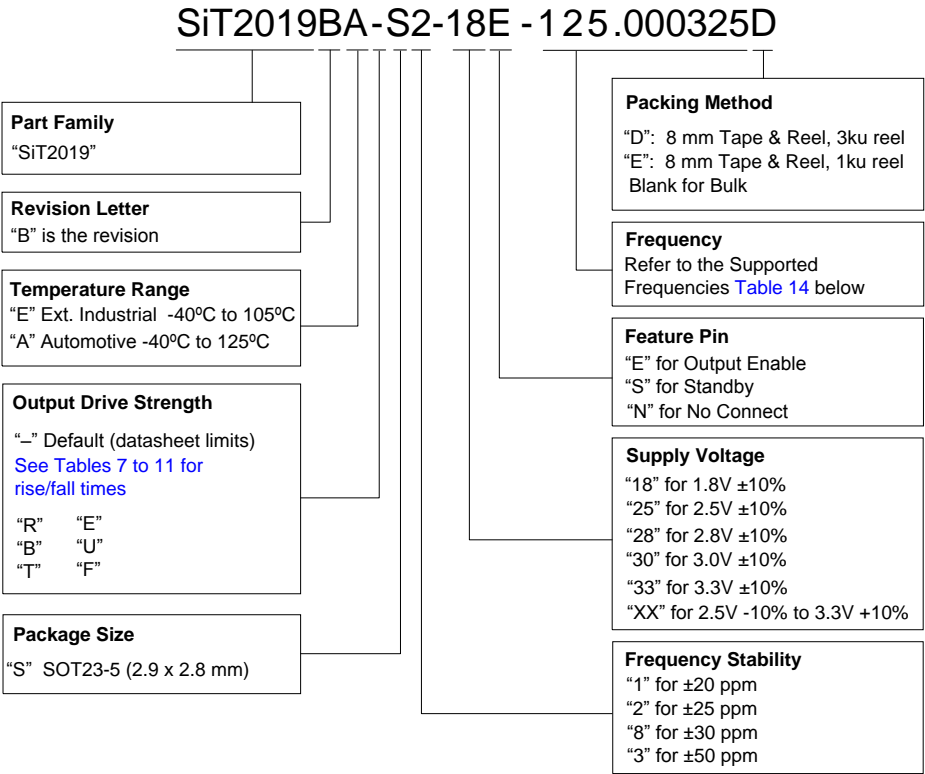 SiT2019BA-S2-18E -125.000325D
Part Family
“SiT2019”
Revision Letter
“B” is the revision
Temperature Range
“E” Ext. Industrial -40ºC to 105ºC
“A” Automotive -40ºC to 125ºC
Output Drive Strength
“–” Default (datasheet limits)
See Tables 7 to 11 for
rise/fall times
“R” “E”
“B” “U”
“T” “F”
Package Size
“S” SOT23-5 (2.9 x 2.8 mm)
Packing Method
“D”: 8 mm Tape & Reel, 3ku reel
“E”: 8 mm Tape & Reel, 1ku reel
Blank for Bulk
Frequency
Refer to the Supported
Frequencies Table 14 below
Feature Pin
“E” for Output Enable
“S” for Standby
“N” for No Connect
Supply Voltage
“18” for 1.8V ±10%
“25” for 2.5V ±10%
“28” for 2.8V ±10%
“30” for 3.0V ±10%
“33” for 3.3V ±10%
“XX” for 2.5V -10% to 3.3V +10%
Frequency Stability
“1” for ±20 ppm
“2” for ±25 ppm
“8” for ±30 ppm
“3” for ±50 ppm